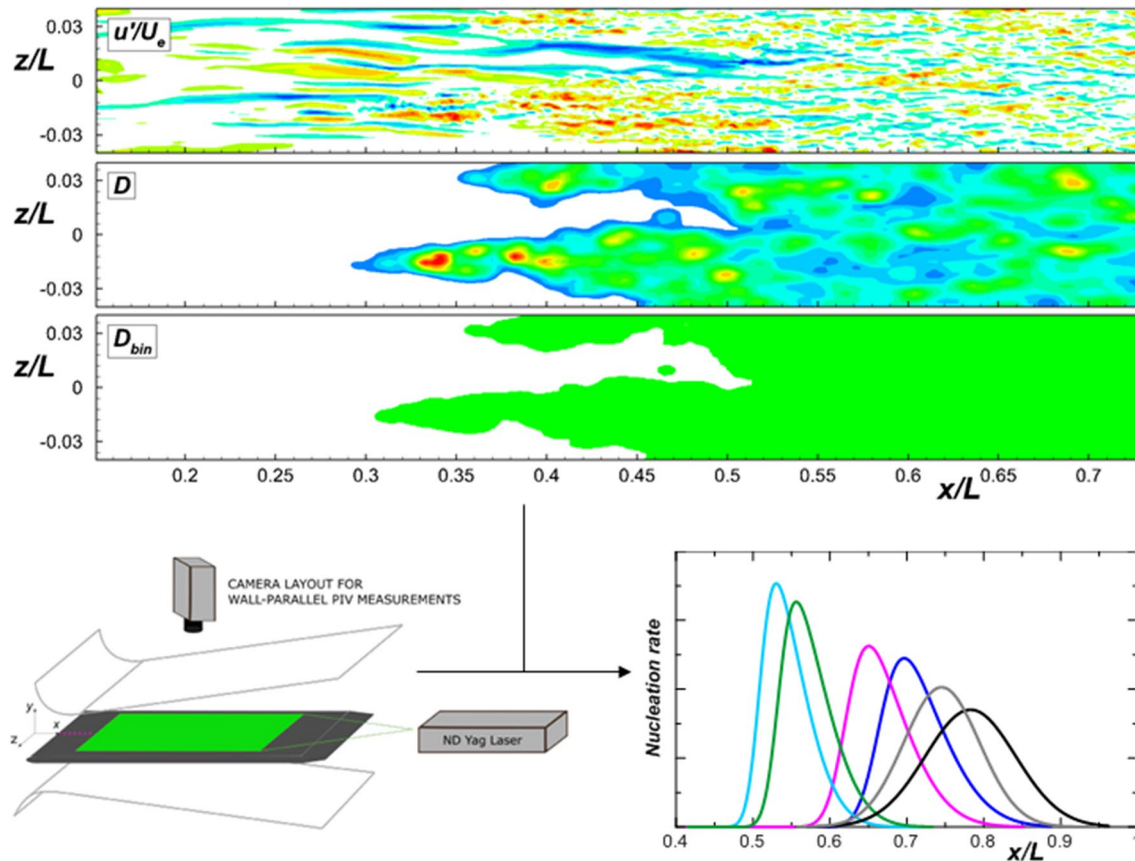 u'/Ue
z/L
0.03
0
-0.03
D
z/L
0.03
0
-0.03
Dbin
z/L
0.03
0
-0.03
0.2 0.25 0.3 0.35 0.4 0.45 0.5 0.55 0.6 0.65 0.7
x/L
CAMERA LAYOUT FOR
WALL-PARALLEL PIV MEASUREMENTS
y
x
z
ND Yag Laser
Nucleation rate
0.4 0.5 0.6 0.7 0.8 0.9
x/L